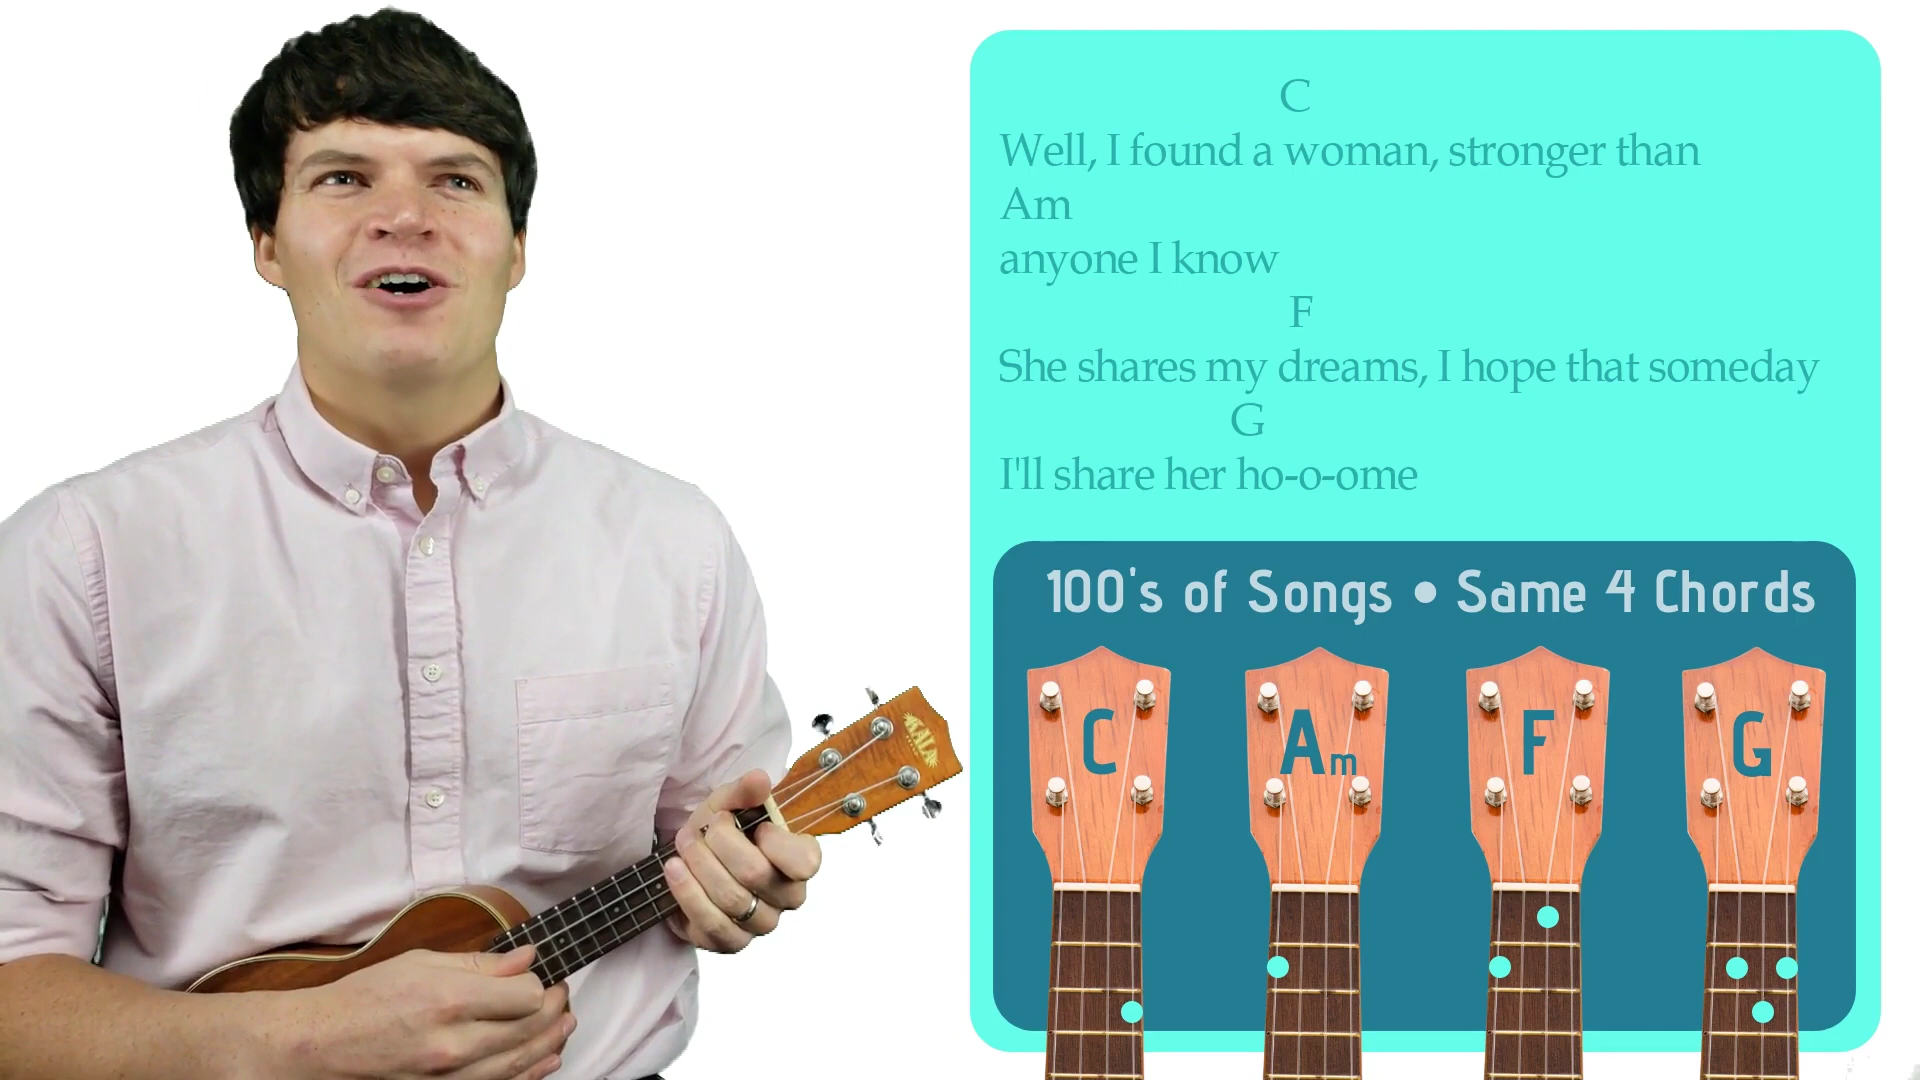 C
Well, I found a woman, stronger than
Am
anyone I know
F
She shares my dreams, I hope that someday
G
I'll share her ho-o-ome
100's of Songs • Same 4 Chords
C Am F G
KALA